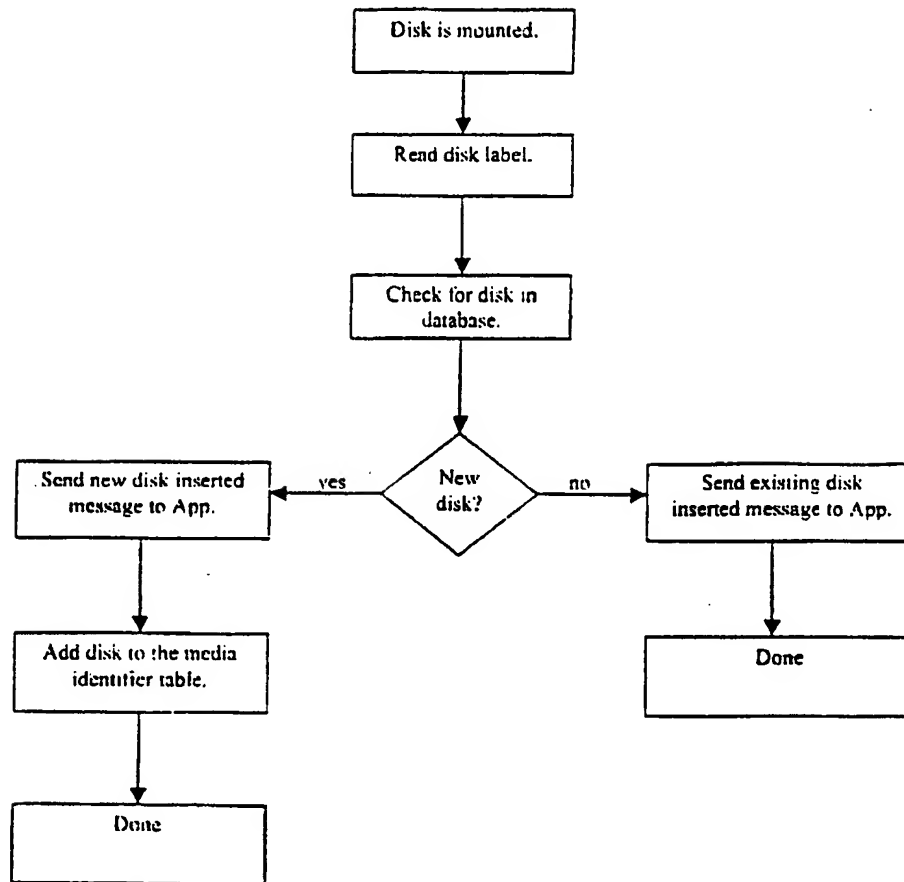 Disk is mounted.
Read disk label.
Check for disk in
database.
New
disk?
yes
no
Send new disk inserted
message to App.
Send existing disk
inserted message to App.
Add disk to the media
identifier table.
Done
Done